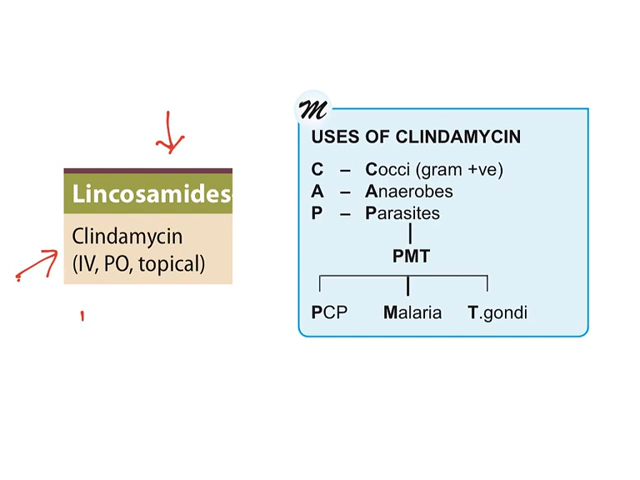 Lincosamides
Clindamycin
(IV, PO, topical)
M
USES OF CLINDAMYCIN
C – Cocci (gram +ve)
A – Anaerobes
P – Parasites
PMT
PCP Malaria T.gondi